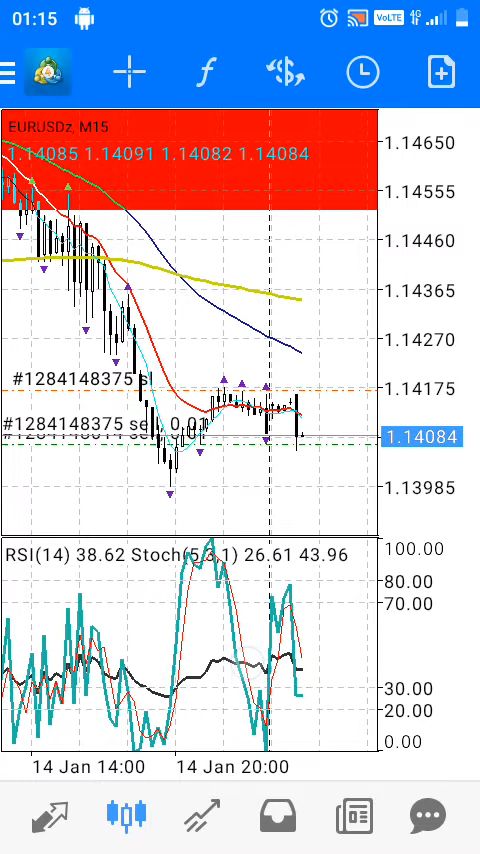 01:15
VoLTE
4G
EURUSDz, M15
1.14085 1.14091 1.14082 1.14084
1.14650
1.14555
1.14460
1.14365
1.14270
1.14175
#1284148375 sl
#1284148375 sell 0.01
1.14084
1.13985
RSI(14) 38.62 Stoch(5,3,1) 26.61 43.96
100.00
80.00
70.00
30.00
20.00
0.00
14 Jan 14:00
14 Jan 20:00